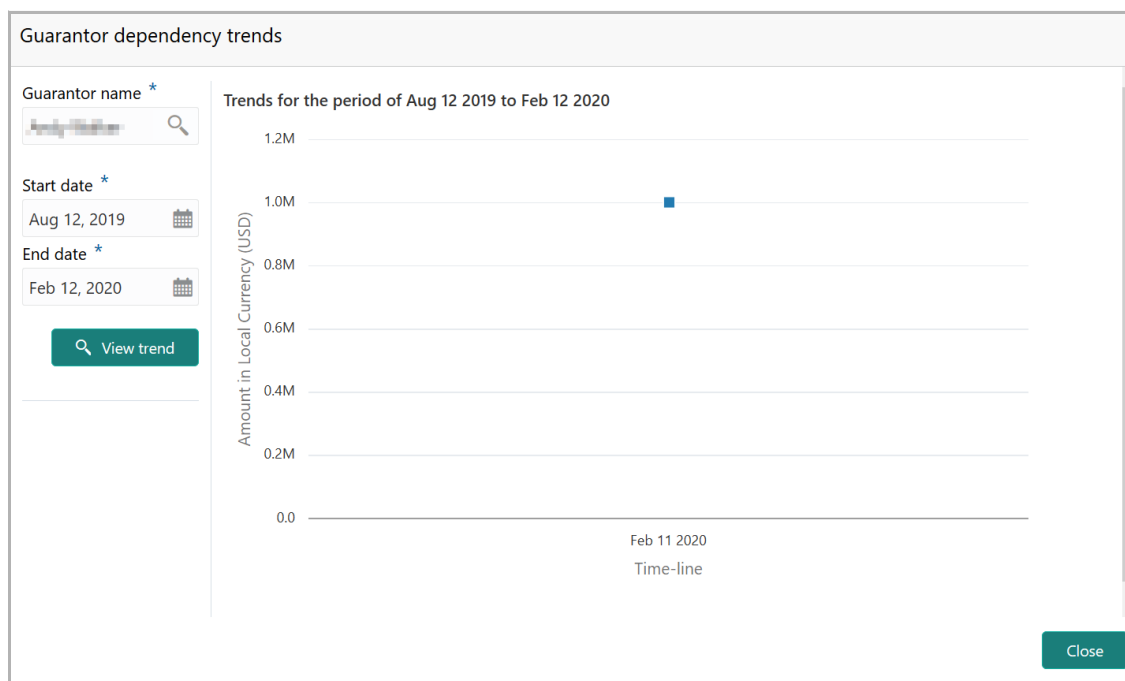 Guarantor dependency trends
Guarantor name *
Start date *
Aug 12, 2019
End date *
Feb 12, 2020
View trend
Trends for the period of Aug 12 2019 to Feb 12 2020
Amount in Local Currency (USD)
1.2M
1.0M
0.8M
0.6M
0.4M
0.2M
0.0
Feb 11 2020
Time-line
Close